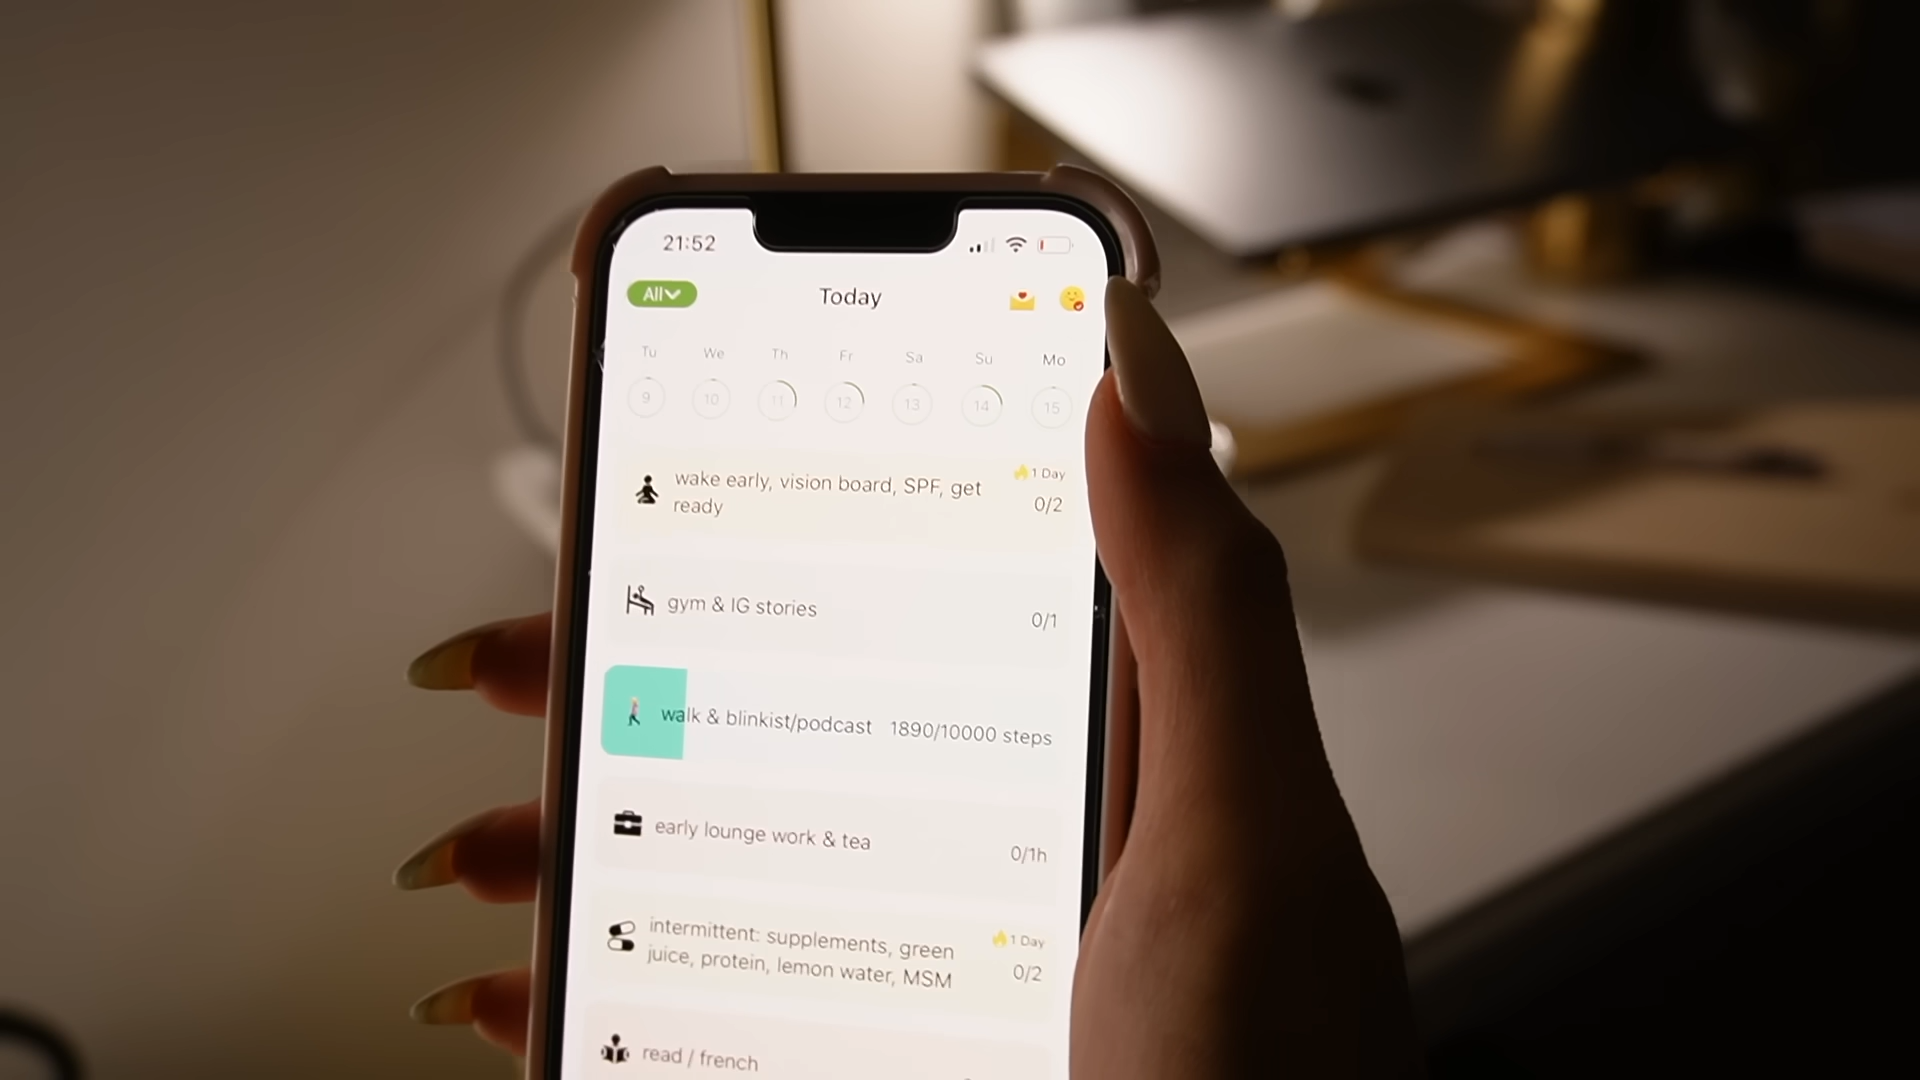 21:52
All
Today
Tu We Th Fr Sa Su Mo
9 10 11 12 13 14 15
wake early, vision board, SPF, get
ready
1 Day
0/2
gym & IG stories
0/1
walk & blinkist/podcast 1890/10000 steps
early lounge work & tea
0/1h
intermittent: supplements, green
juice, protein, lemon water, MSM
1 Day
0/2
read / french